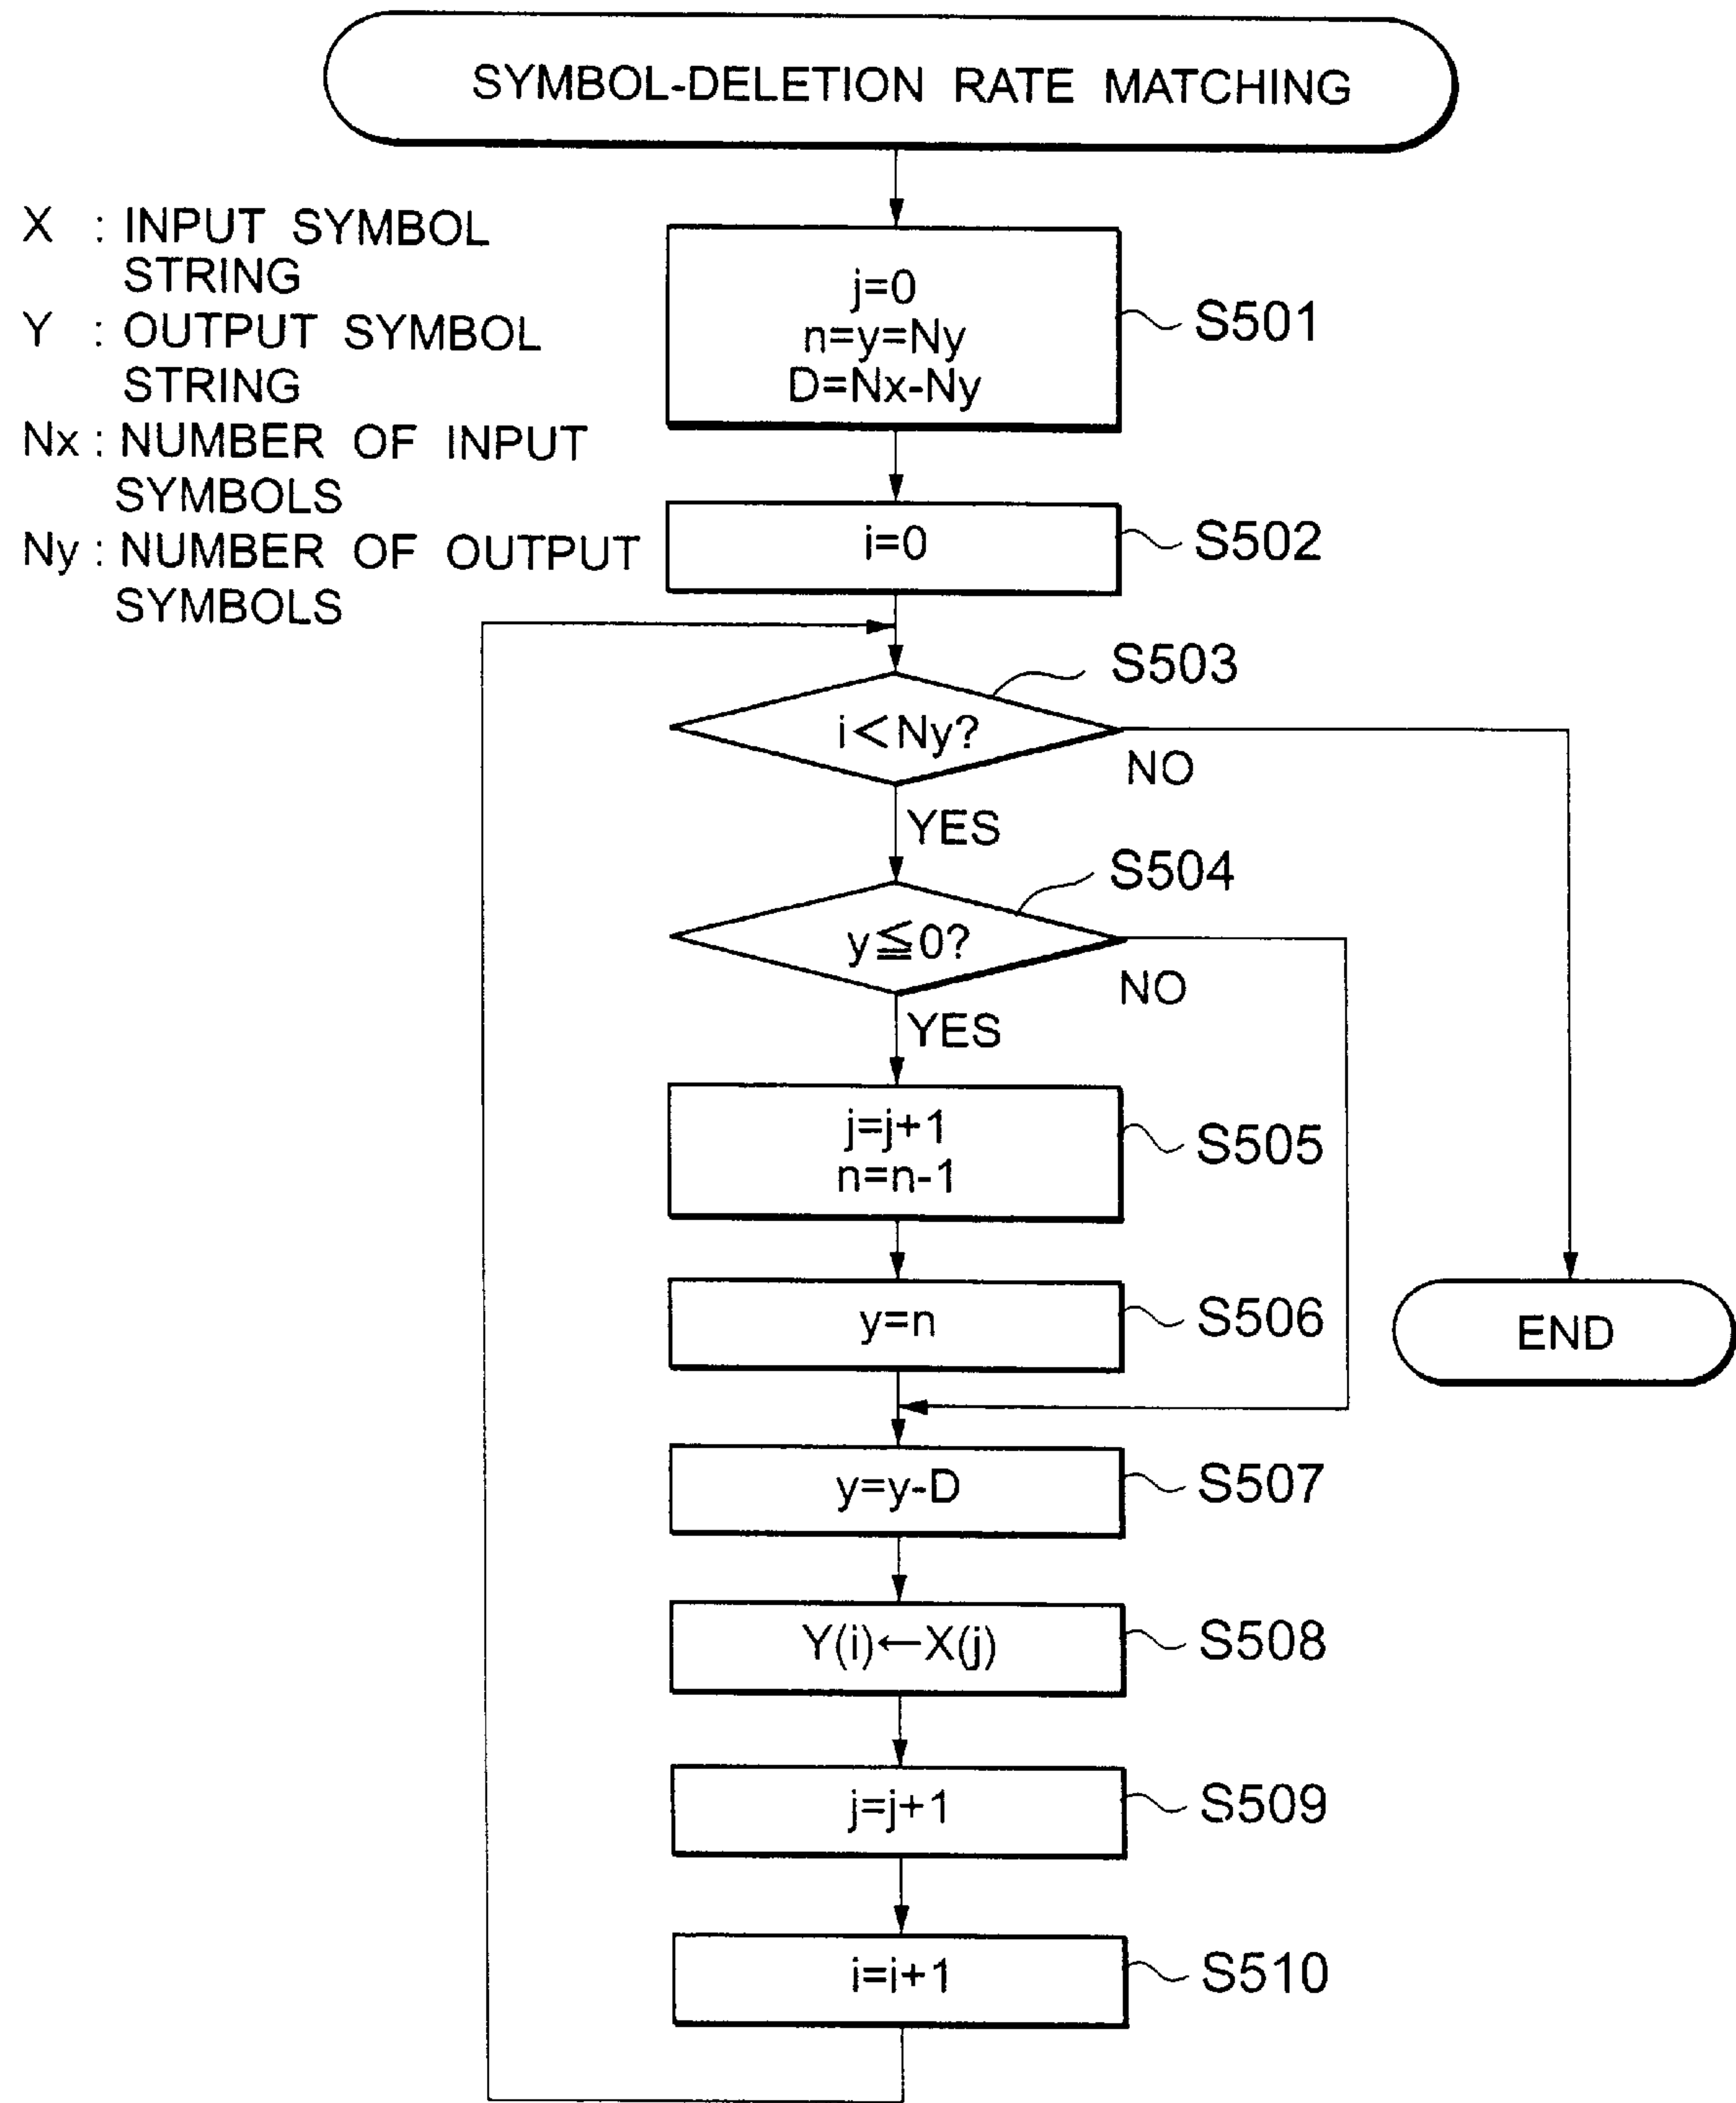 SYMBOL-DELETION RATE MATCHING
X : INPUT SYMBOL
STRING
Y : OUTPUT SYMBOL
STRING
Nx : NUMBER OF INPUT
SYMBOLS
Ny : NUMBER OF OUTPUT
SYMBOLS
j=0
n=y=Ny
D=Nx-Ny
S501
i=0
S502
S503
i<Ny?
NO
YES
S504
y≦0?
NO
YES
j=j+1
n=n-1
S505
y=n
S506
END
y=y-D
S507
Y(i)←X(j)
S508
j=j+1
S509
i=i+1
S510